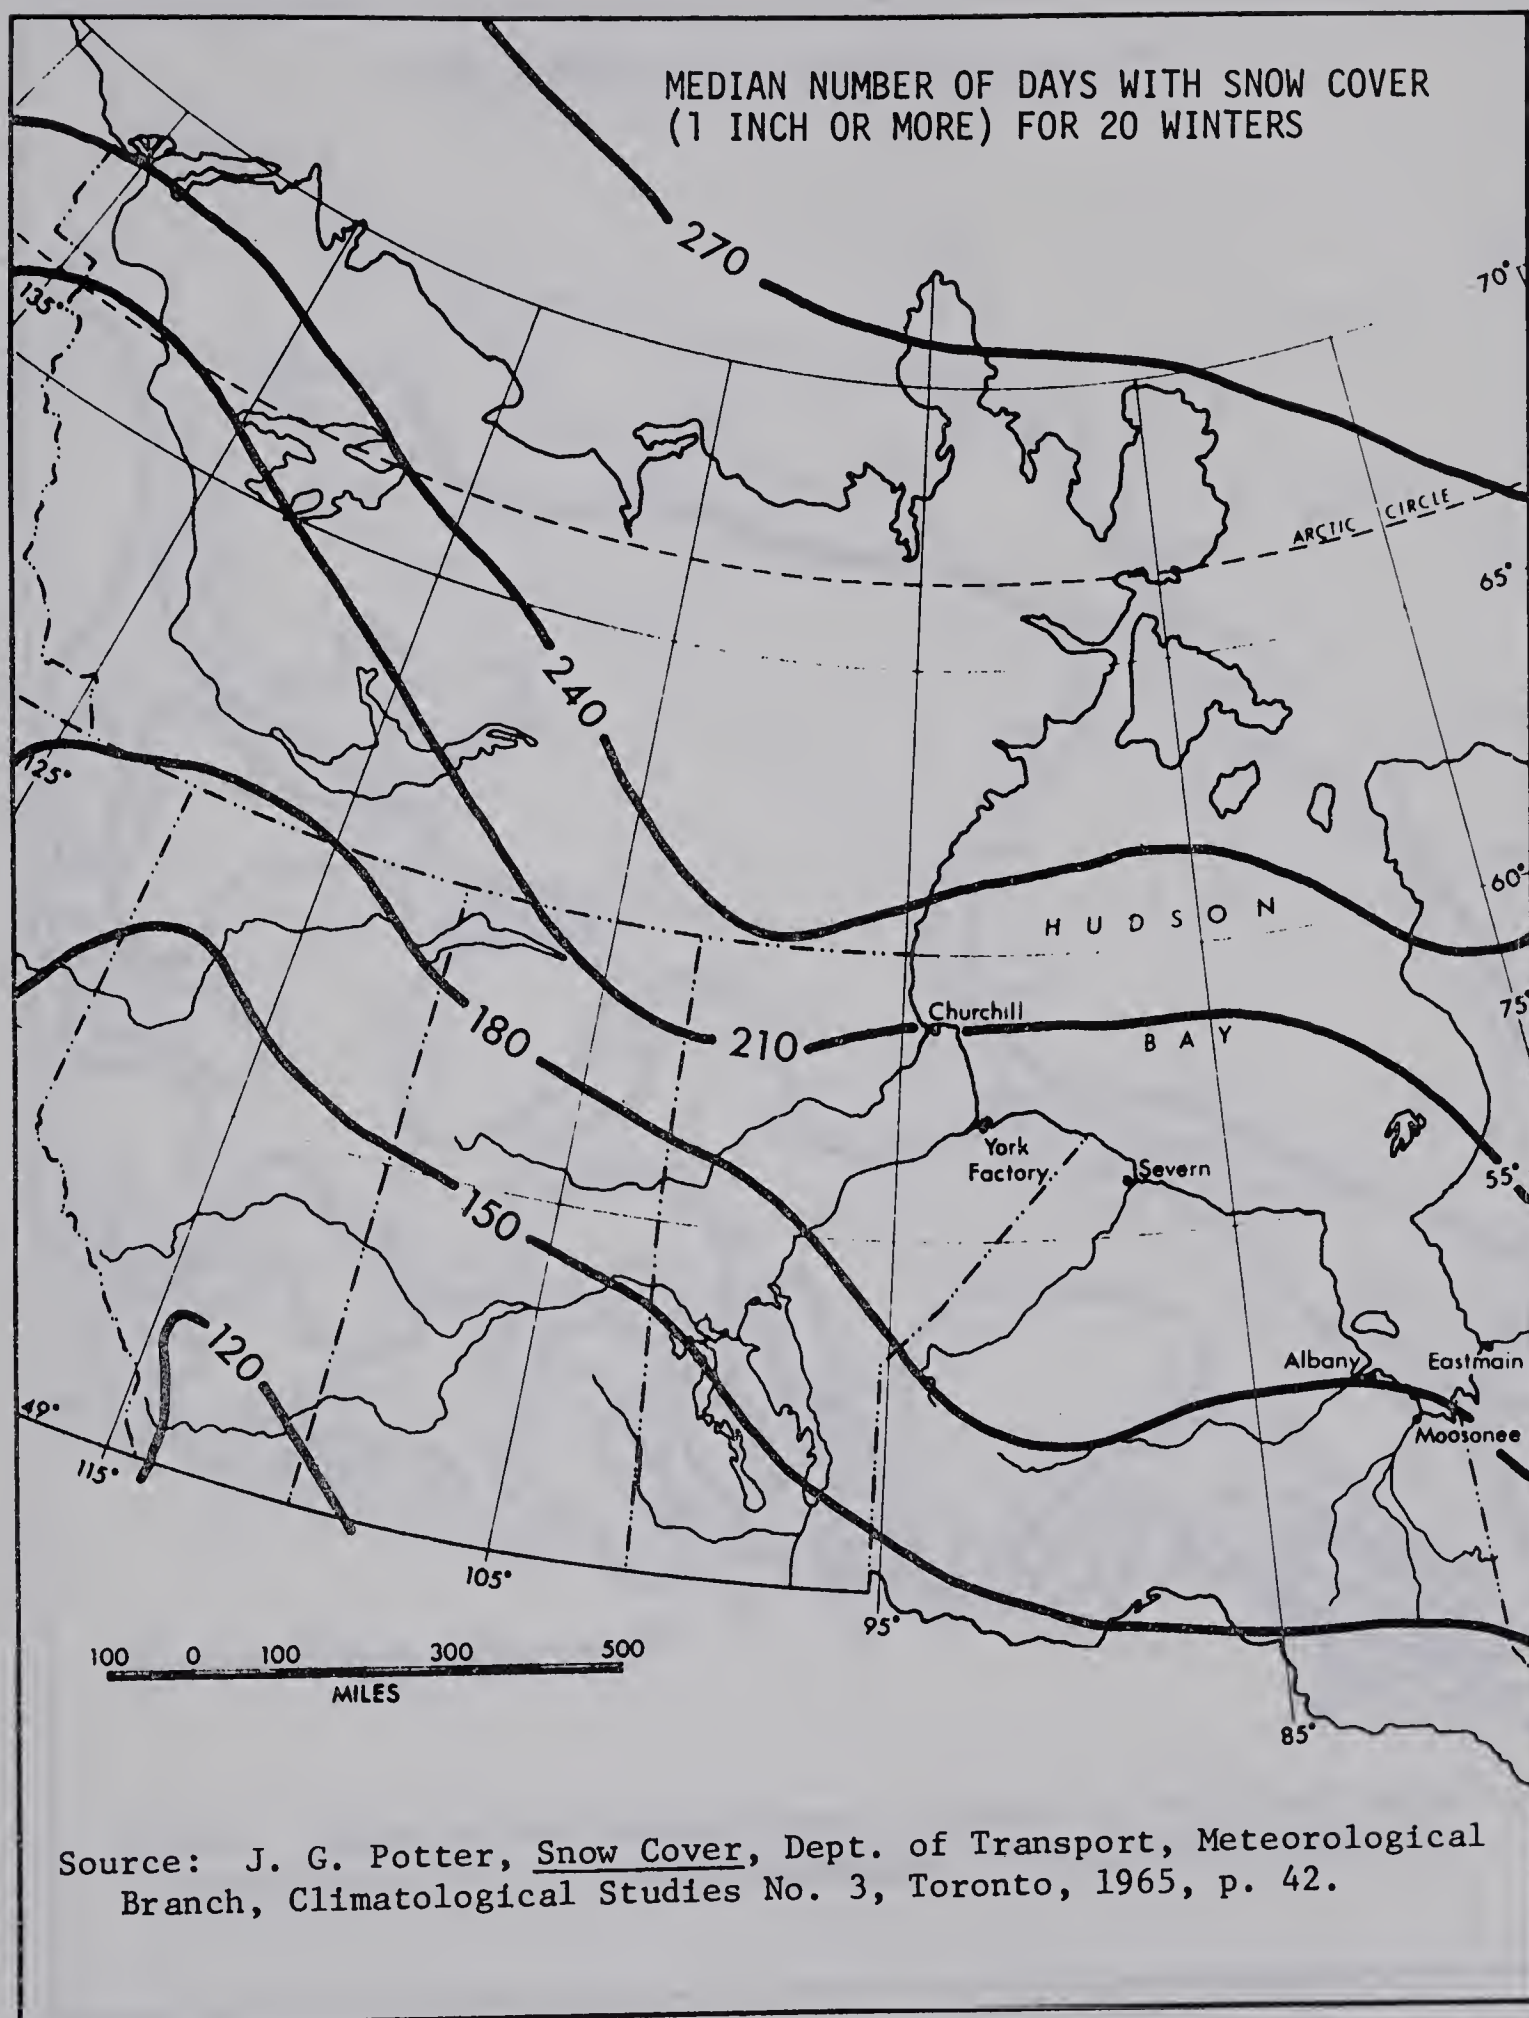 MEDIAN NUMBER OF DAYS WITH SNOW COVER
(1 INCH OR MORE) FOR 20 WINTERS
270
70°
135°
ARCTIC CIRCLE
65°
240
125°
60°
HUDSON
75°
Churchill
180
210
BAY
York
Factory
Severn
55°
150
120
Albany
Eastmain
49°
Moosonee
115°
105°
95°
100 0 100 300 500
MILES
85°
Source: J. G. Potter, Snow Cover, Dept. of Transport, Meteorological
Branch, Climatological Studies No. 3, Toronto, 1965, p. 42.